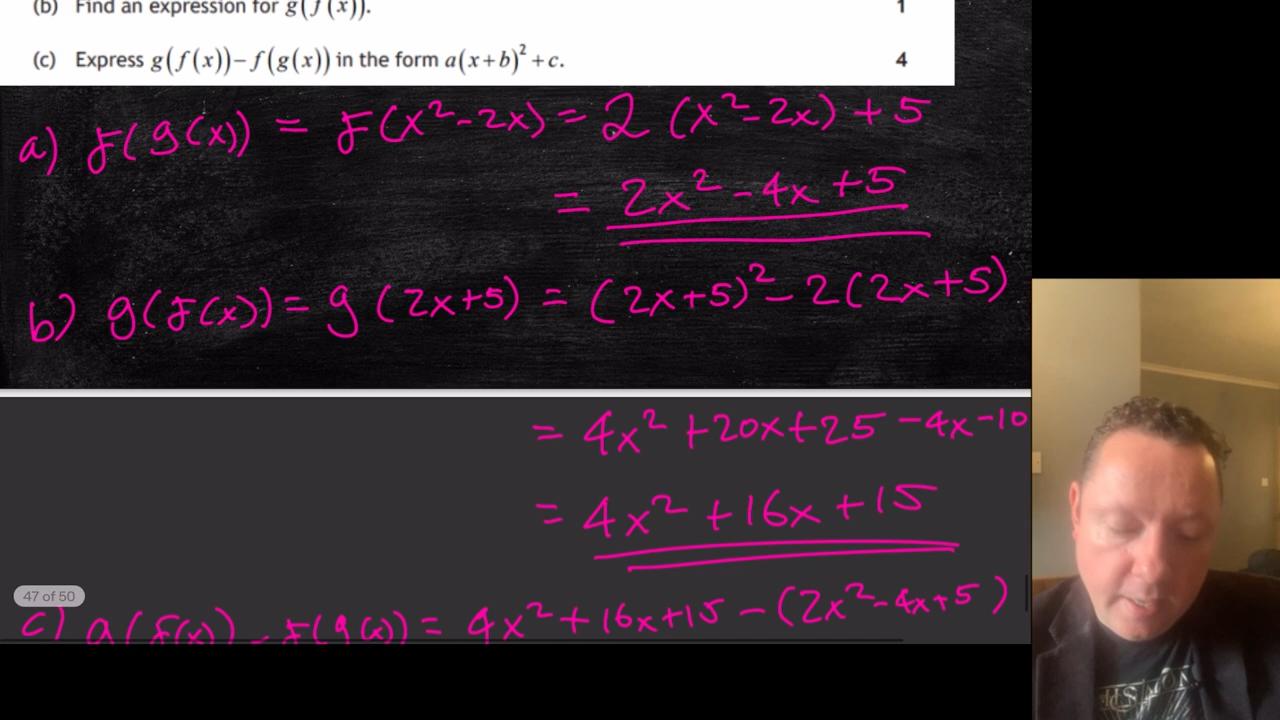 (b) Find an expression for g(f(x)). 1
(c) Express g(f(x))−f(g(x)) in the form a(x+b)²+c. 4
a) f(g(x)) = f(x²-2x) = 2(x²-2x)+5
= 2x²-4x+5
b) g(f(x)) = g(2x+5) = (2x+5)²-2(2x+5)
= 4x²+20x+25-4x-10
= 4x²+16x+15
47 of 50
c) g(f(x)) - f(g(x)) = 4x²+16x+15-(2x²-4x+5)